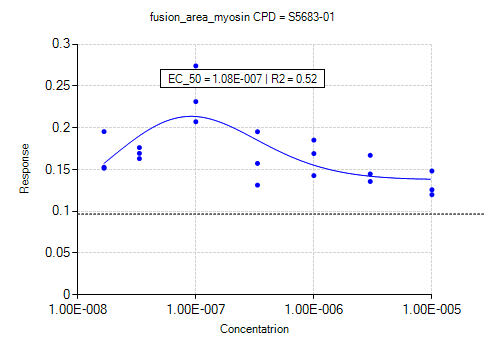 fusion_area_myosin CPD = S5683-01
0.3
EC_50 = 1.08E-007 | R2 = 0.52
0.25
0.2
Response
0.15
0.1
0.05
0
1.00E-008 1.00E-007 1.00E-006 1.00E-005
Concentatrion